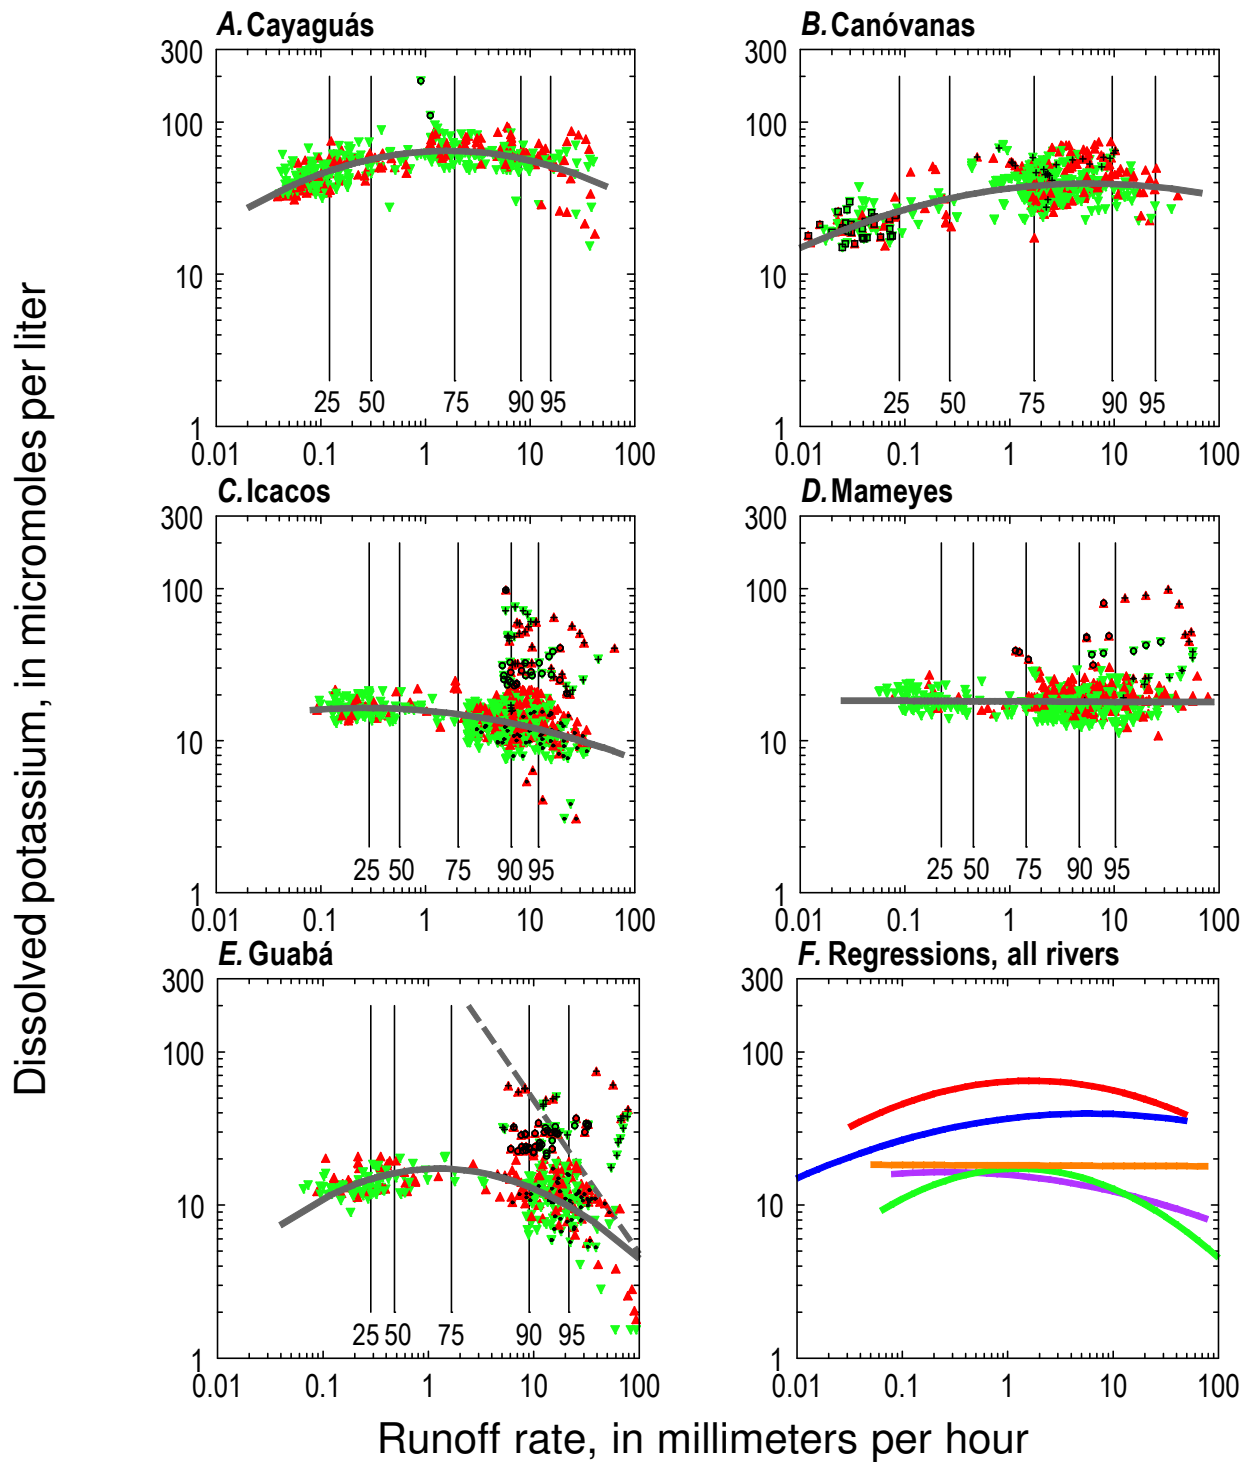 A. Cayaguás
B. Canóvanas
300
100
10
1
25 50 75 90 95
0.01 0.1 1 10 100
300
100
10
1
25 50 75 90 95
0.01 0.1 1 10 100
C. Icacos
D. Mameyes
300
100
10
1
25 50 75 90 95
0.01 0.1 1 10 100
300
100
10
1
25 50 75 90 95
0.01 0.1 1 10 100
E. Guabá
F. Regressions, all rivers
300
100
10
1
25 50 75 90 95
0.01 0.1 1 10 100
300
100
10
1
0.01 0.1 1 10 100
Dissolved potassium, in micromoles per liter
Runoff rate, in millimeters per hour